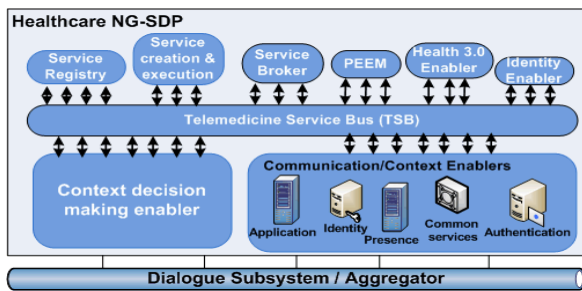 Healthcare NG-SDP
Service
Registry
Service
creation &
execution
Service
Broker
PEEM
Health 3.0
Enabler
Identity
Enabler
Telemedicine Service Bus (TSB)
Context decision
making enabler
Communication/Context Enablers
Application
Identity
Presence
Common
services
Authentication
Dialogue Subsystem / Aggregator